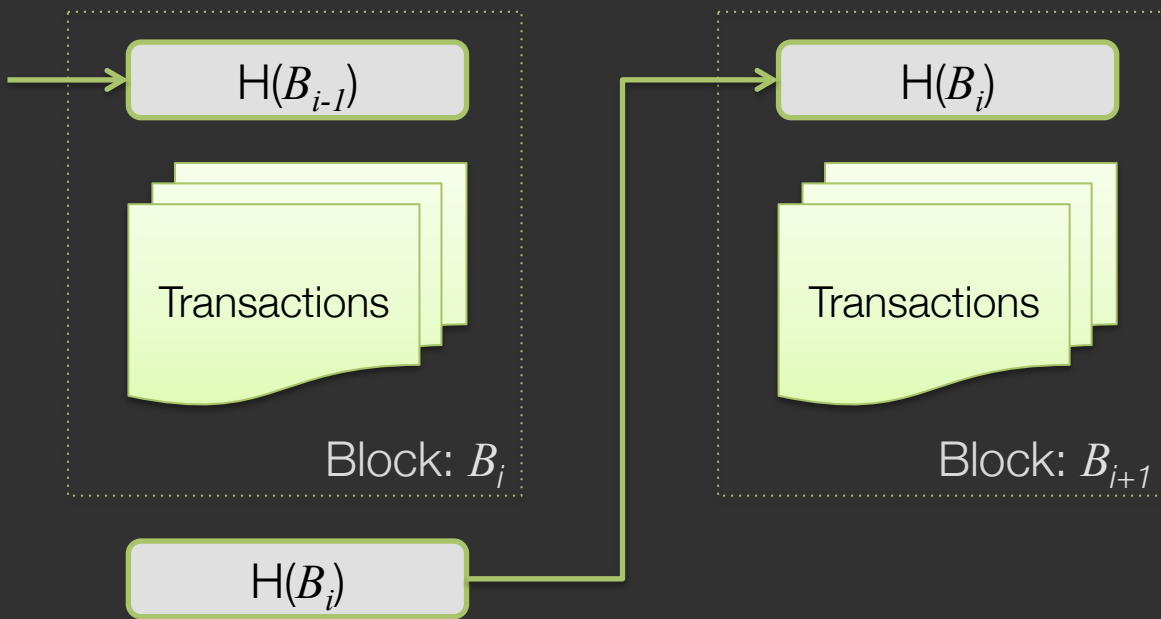 H(B_{i-1})
H(B_i)
Transactions
Transactions
Block: B_i
Block: B_{i+1}
H(B_i)